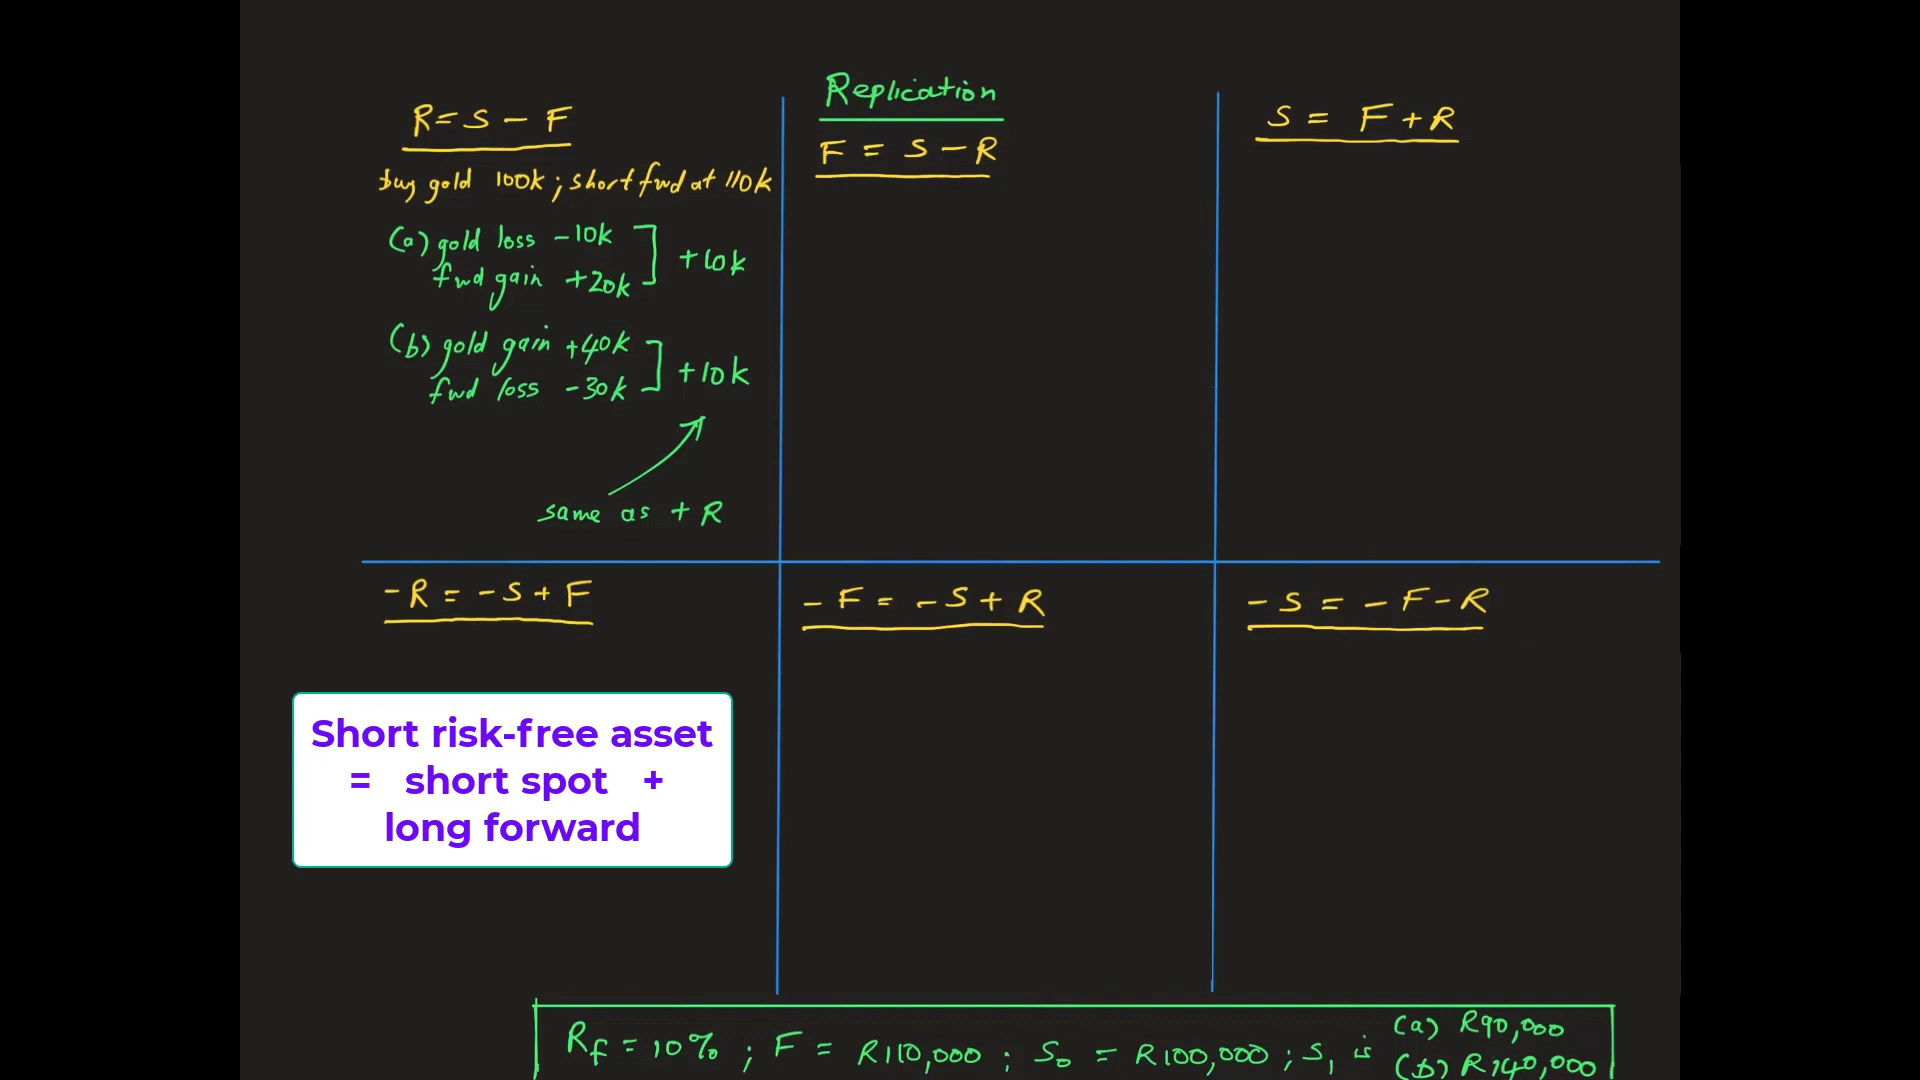 Replication
R = S - F
buy gold 100k ; short fwd at 110k
(a) gold loss - 10k
fwd gain + 20k
+ 10k
(b) gold gain + 40k
fwd loss - 30k
+ 10k
same as + R
F = S - R
S = F + R
- R = - S + F
Short risk-free asset
= short spot +
long forward
- F = - S + R
- S = - F - R
Rf = 10% ; F = R110,000 ; S0 = R100,000 ; S1 is
(a) R90,000
(b) R140,000